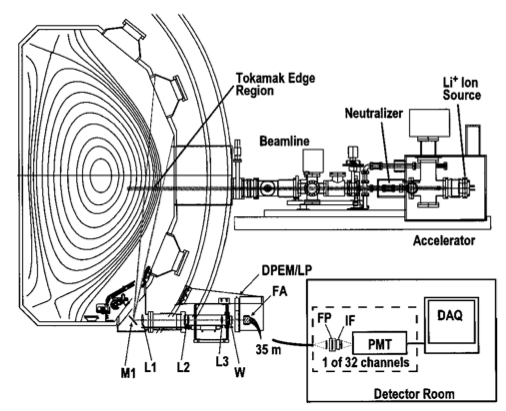 Tokamak Edge
Region
Li+ Ion
Source
Neutralizer
Beamline
Accelerator
DPEM/LP
FA
M1
L1
L2
L3
W
35 m
FP
IF
PMT
DAQ
1 of 32 channels
Detector Room